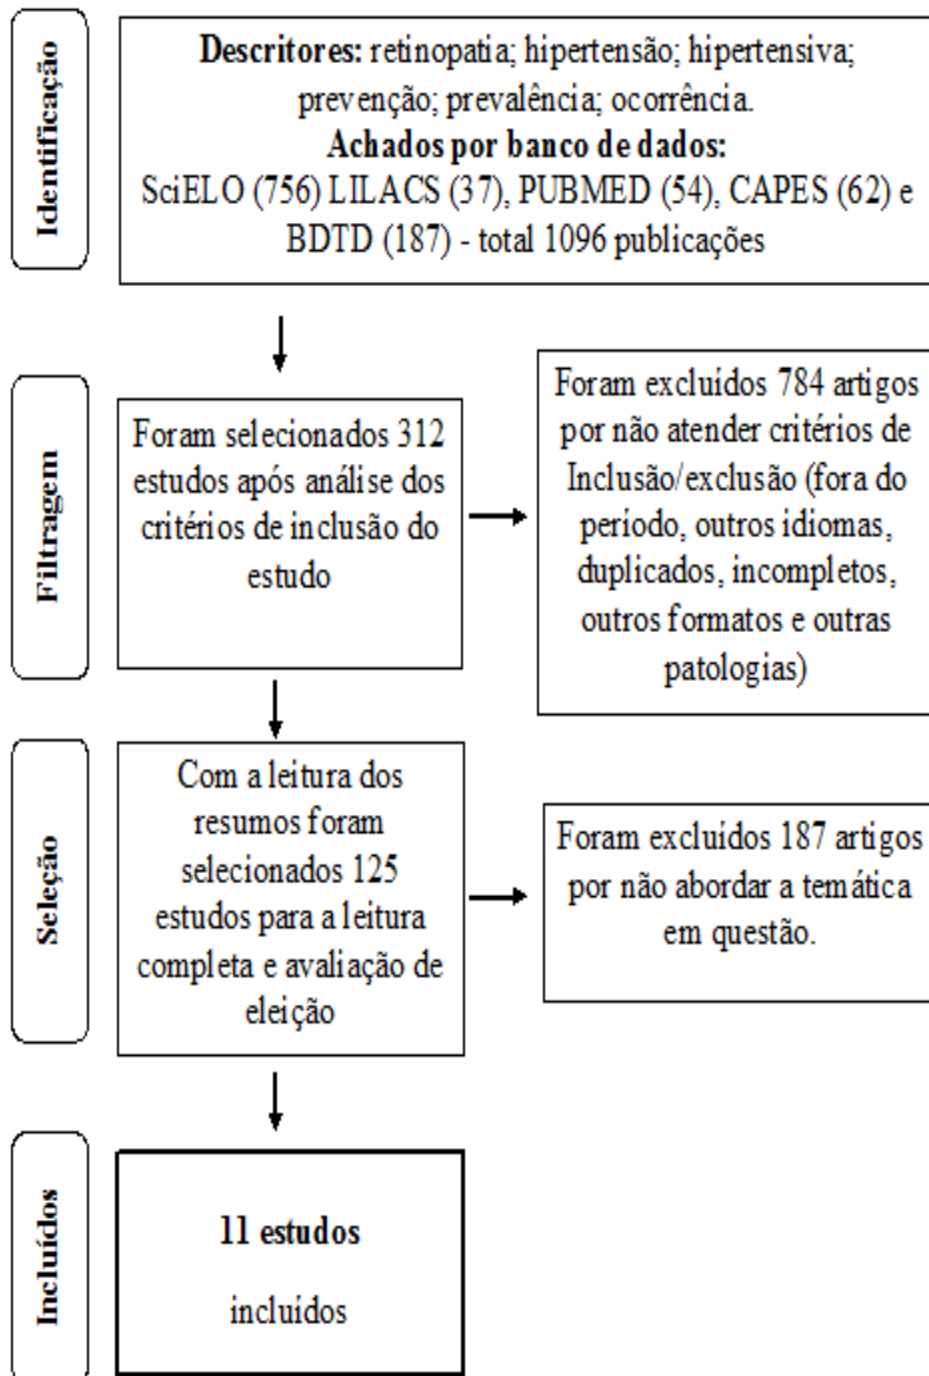 Identificação
Descritores: retinopatia; hipertensão; hipertensiva;
prevenção; prevalência; ocorrência.
Achados por banco de dados:
SciELO (756) LILACS (37), PUBMED (54), CAPES (62) e
BDTD (187) - total 1096 publicações
Filtragem
Foram selecionados 312
estudos após análise dos
critérios de inclusão do
estudo
Foram excluídos 784 artigos
por não atender critérios de
Inclusão/exclusão (fora do
período, outros idiomas,
duplicados, incompletos,
outros formatos e outras
patologias)
Seleção
Com a leitura dos
resumos foram
selecionados 125
estudos para a leitura
completa e avaliação de
eleição
Foram excluídos 187 artigos
por não abordar a temática
em questão.
Incluídos
11 estudos
incluídos